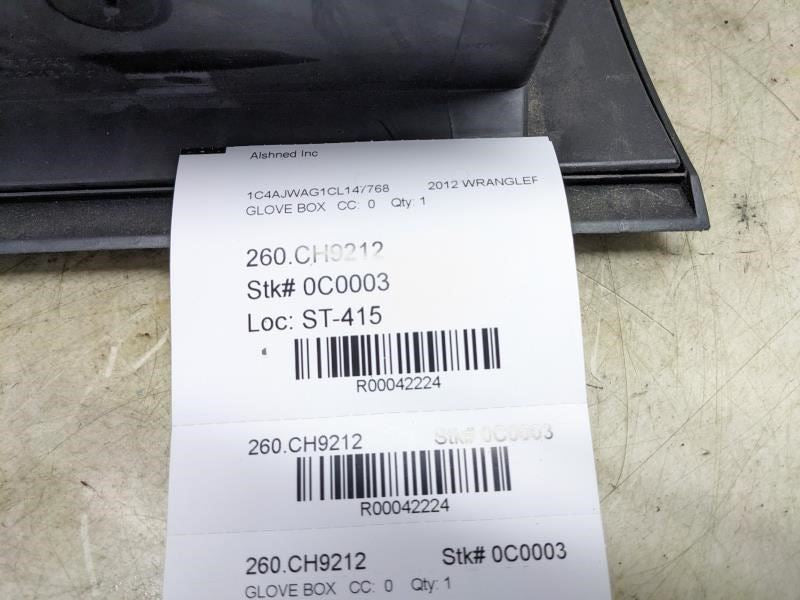 Alshned Inc
1C4AJWAG1CL147768 2012 WRANGLER
GLOVE BOX CC: 0 Qty: 1
260.CH9212
Stk# 0C0003
Loc: ST-415
R00042224
260.CH9212 Stk# 0C0003
R00042224
260.CH9212 Stk# 0C0003
GLOVE BOX CC: 0 Qty: 1